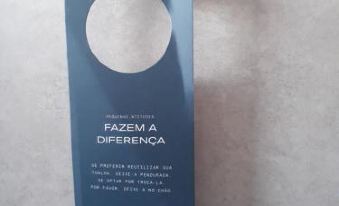 PEQUENAS ATITUDES
FAZEM A
DIFERENÇA
SE PREFERIR REUTILIZAR SUA
TOALHA, DEIXE-A PENDURADA.
SE OPTAR POR TROCÁ-LA,
POR FAVOR, DEIXE-A NO CHÃO.